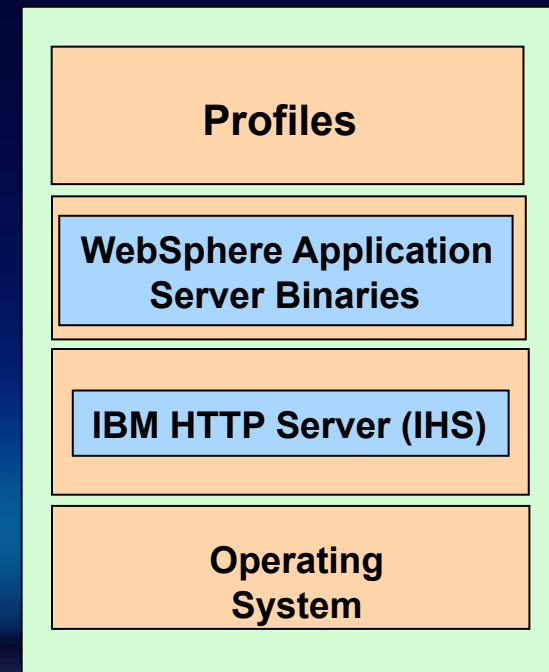 Profiles
WebSphere Application
Server Binaries
IBM HTTP Server (IHS)
Operating
System